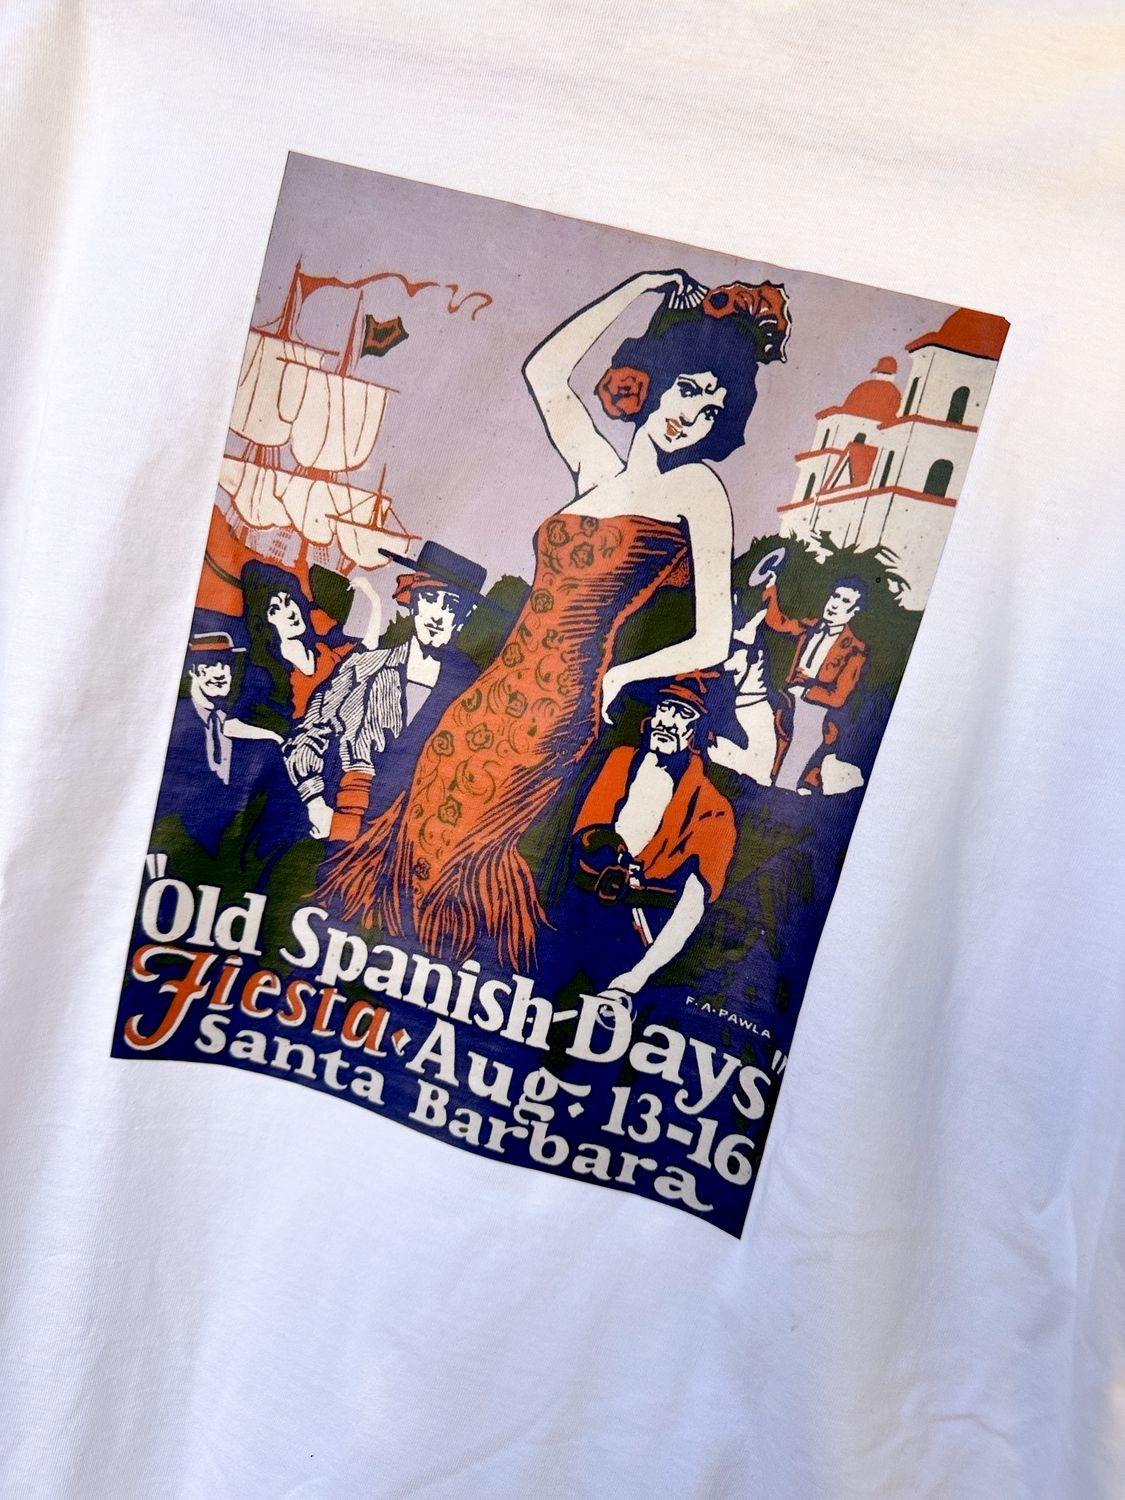 "Old Spanish-Days"
Fiesta • Aug. 13-16
Santa Barbara
F. A. PAWLA